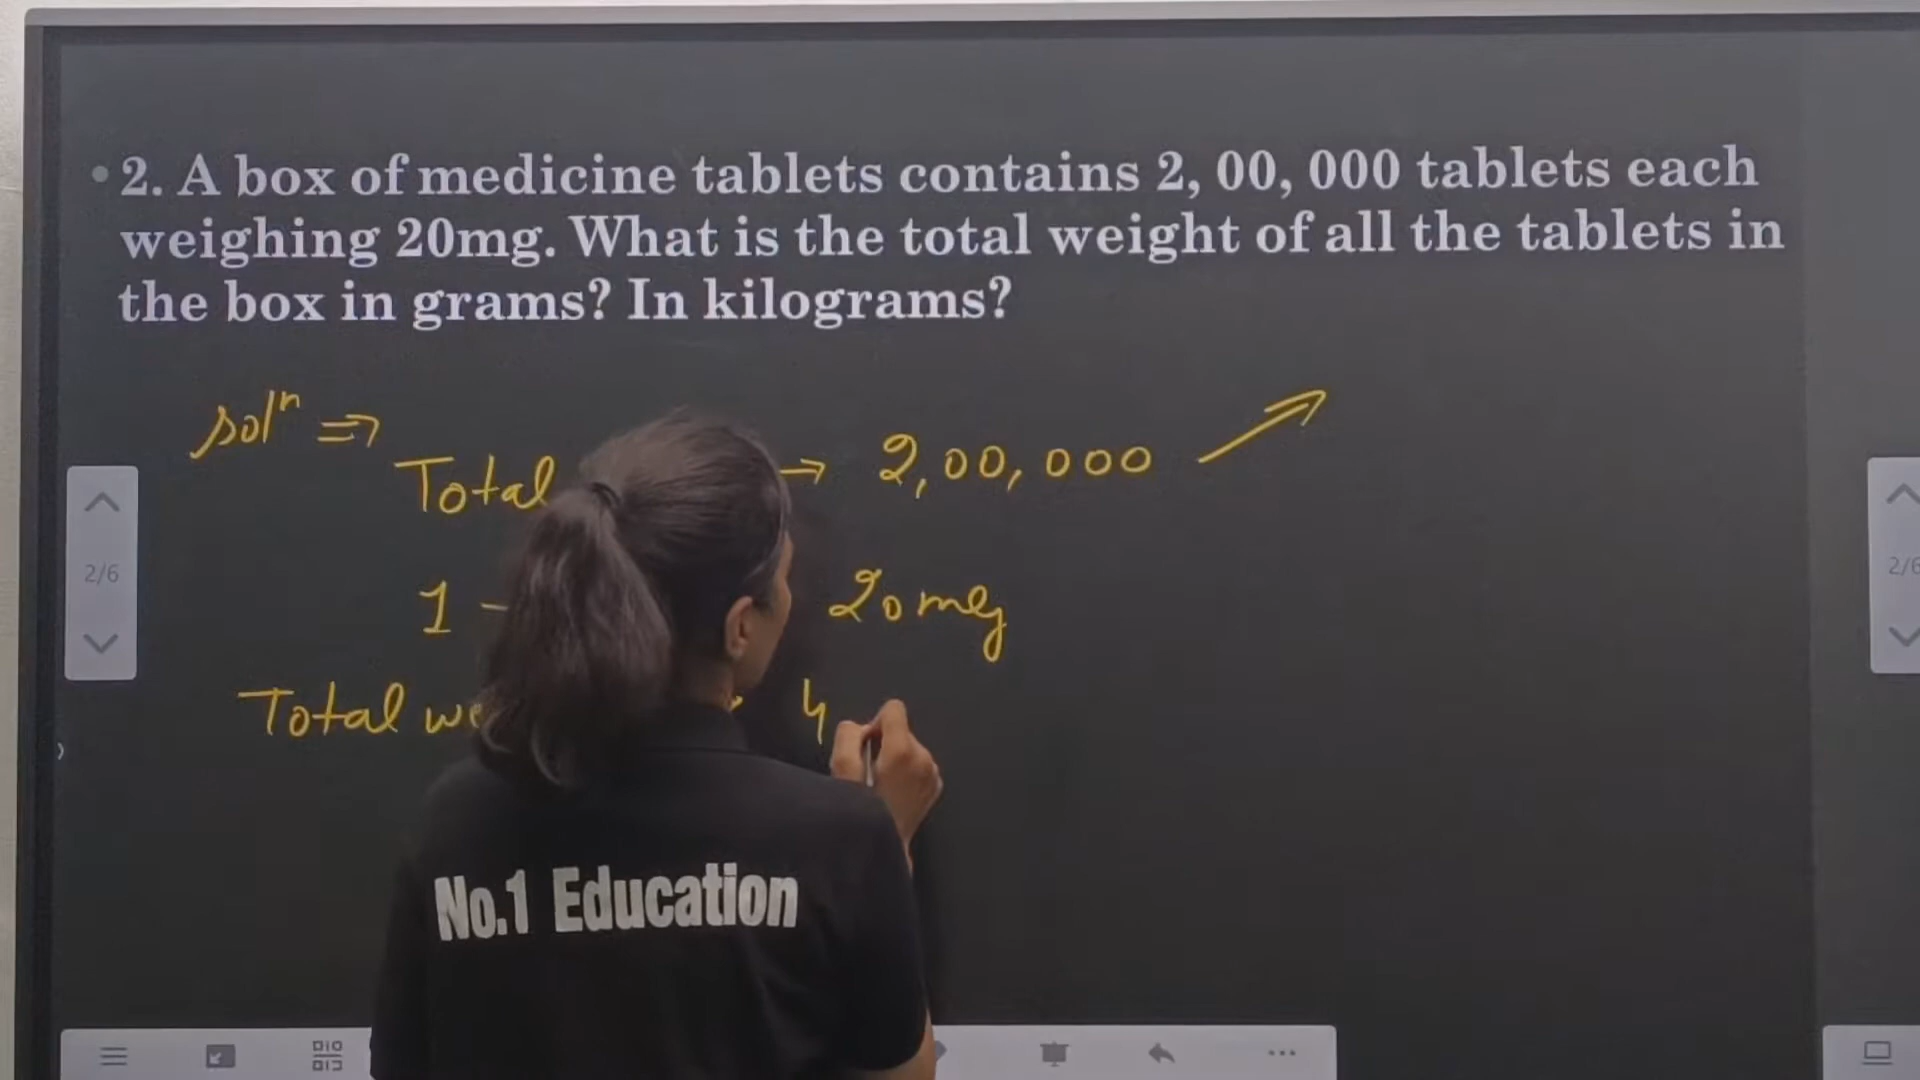 • 2. A box of medicine tablets contains 2, 00, 000 tablets each
weighing 20mg. What is the total weight of all the tablets in
the box in grams? In kilograms?
solⁿ ⇒
Total → 2,00,000
1 - 20mg
Total we 4
2/6
2/6
No.1 Education